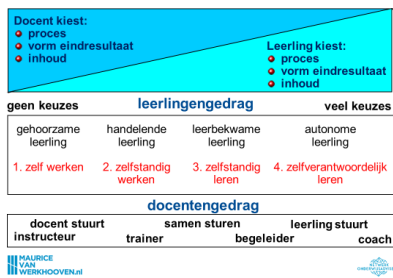 Docent kiest:
proces
vorm eindresultaat
inhoud
Leerling kiest:
proces
vorm eindresultaat
inhoud
geen keuzes
leerlingengedrag
veel keuzes
gehoorzame leerling
handelende leerling
leerbekwame leerling
autonome leerling
1. zelf werken
2. zelfstandig werken
3. zelfstandig leren
4. zelfverantwoordelijk leren
docentengedrag
docent stuurt
samen sturen
leerling stuurt
instructeur
trainer
begeleider
coach
MAURICE
VAN
WERKHOOVEN.nl